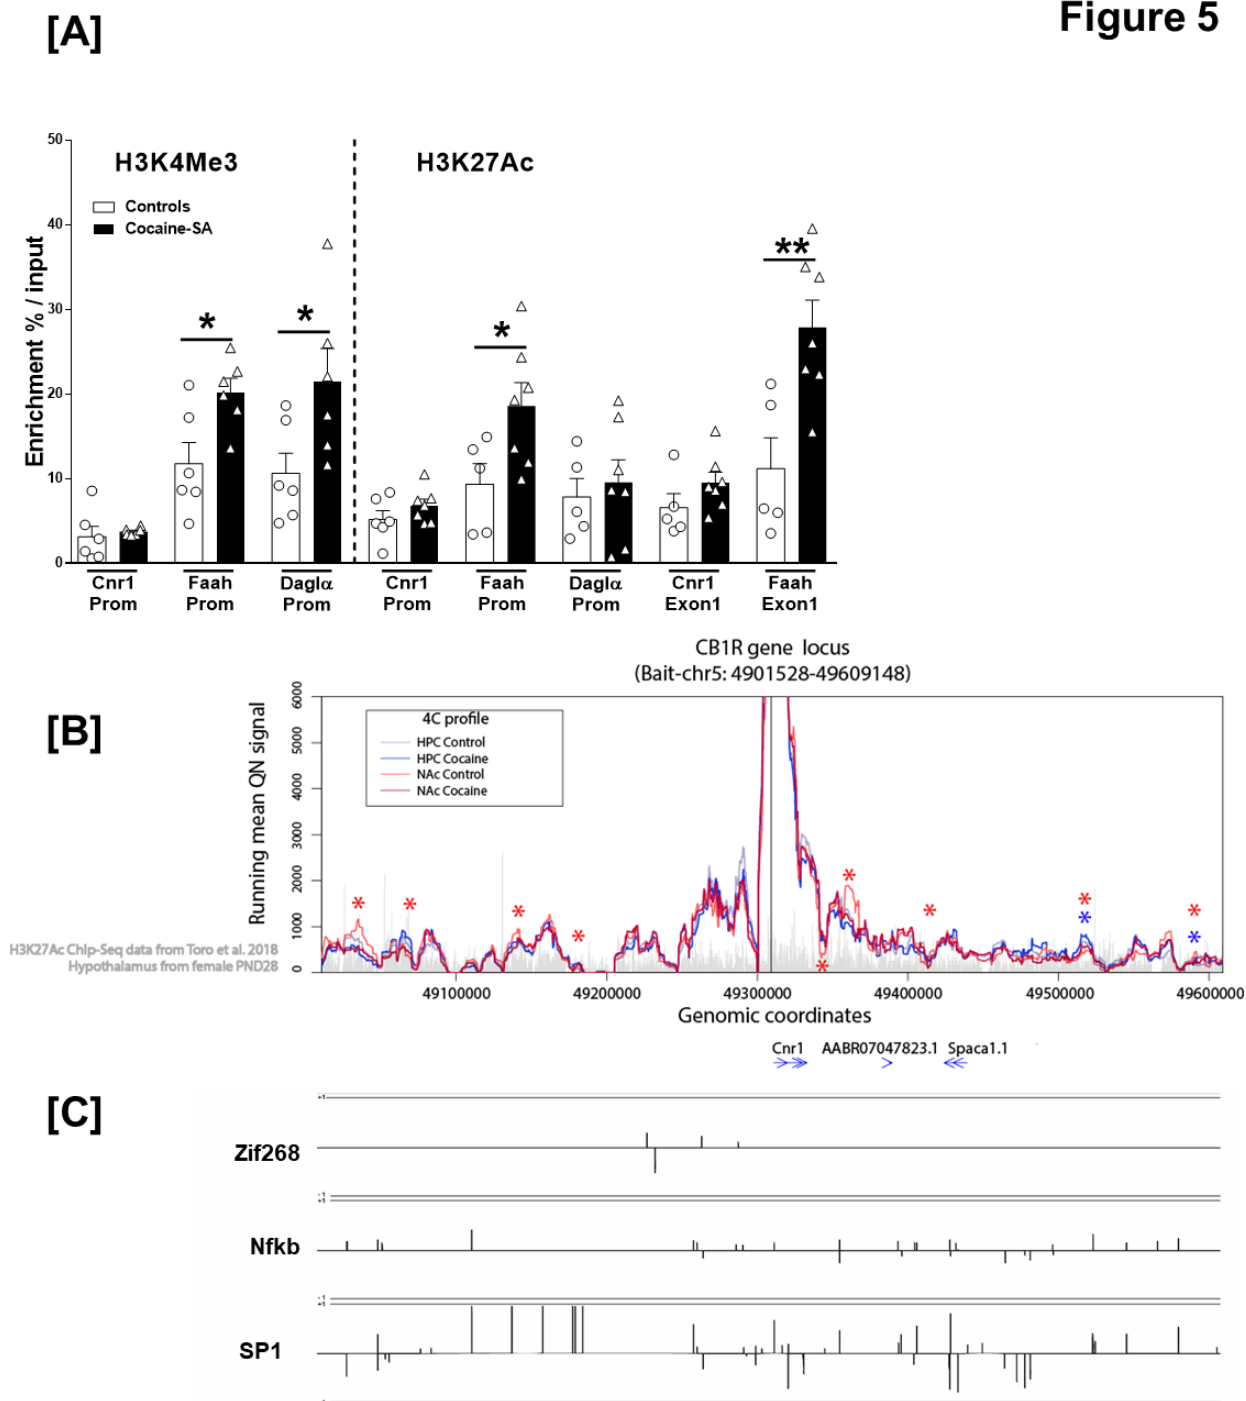 Figure 5
[A]
50
40
30
20
10
0
Enrichment % / input
H3K4Me3
H3K27Ac
Controls
Cocaine-SA
*
*
*
**
Cnr1
Prom
Faah
Prom
Daglα
Prom
Cnr1
Prom
Faah
Prom
Daglα
Prom
Cnr1
Exon1
Faah
Exon1
CB1R gene locus
(Bait-chr5: 4901528-49609148)
[B]
Running mean QN signal
6000
5000
4000
3000
2000
1000
0
4C profile
HPC Control
HPC Cocaine
NAc Control
NAc Cocaine
H3K27Ac ChIp-Seq data from Toro et al. 2018
Hypothalamus from female PND28
49100000 49200000 49300000 49400000 49500000 49600000
Genomic coordinates
Cnr1 AABR07047823.1 Spaca1.1
[C]
Zif268
Nfkb
SP1